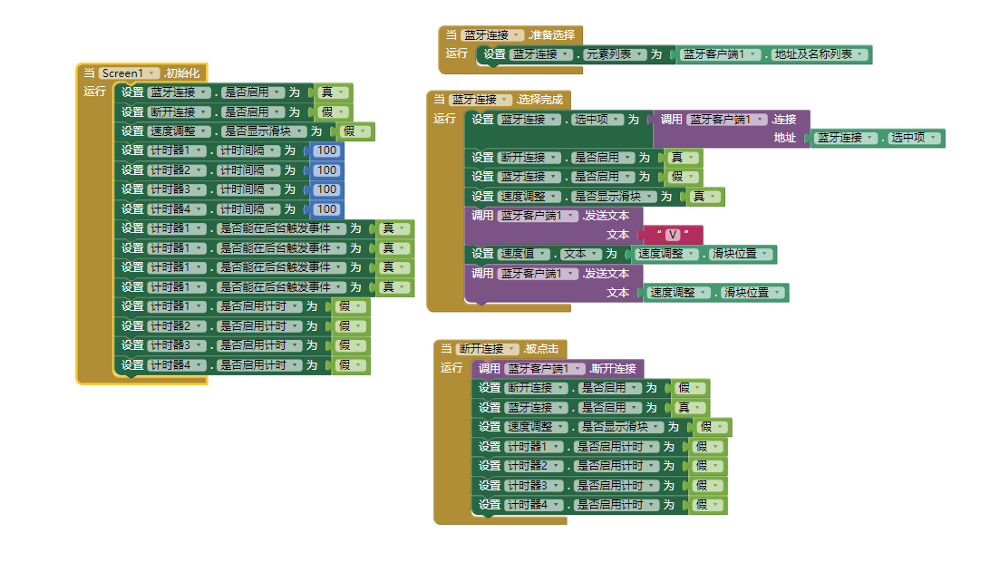 当 Screen1 .初始化
运行 设置 蓝牙连接 . 是否启用 为 真
设置 断开连接 . 是否启用 为 假
设置 速度调整 . 是否显示滑块 为 假
设置 计时器1 . 计时间隔 为 100
设置 计时器2 . 计时间隔 为 100
设置 计时器3 . 计时间隔 为 100
设置 计时器4 . 计时间隔 为 100
设置 计时器1 . 是否能在后台触发事件 为 真
设置 计时器1 . 是否能在后台触发事件 为 真
设置 计时器1 . 是否能在后台触发事件 为 真
设置 计时器1 . 是否能在后台触发事件 为 真
设置 计时器1 . 是否启用计时 为 假
设置 计时器2 . 是否启用计时 为 假
设置 计时器3 . 是否启用计时 为 假
设置 计时器4 . 是否启用计时 为 假
当 蓝牙连接 .准备选择
运行 设置 蓝牙连接 . 元素列表 为 蓝牙客户端1 . 地址及名称列表
当 蓝牙连接 .选择完成
运行 设置 蓝牙连接 . 选中项 为 调用 蓝牙客户端1 .连接
地址 蓝牙连接 . 选中项
设置 断开连接 . 是否启用 为 真
设置 蓝牙连接 . 是否启用 为 假
设置 速度调整 . 是否显示滑块 为 真
调用 蓝牙客户端1 .发送文本
文本 “ V ”
设置 速度值 . 文本 为 速度调整 . 滑块位置
调用 蓝牙客户端1 .发送文本
文本 速度调整 . 滑块位置
当 断开连接 .被点击
运行 调用 蓝牙客户端1 .断开连接
设置 断开连接 . 是否启用 为 假
设置 蓝牙连接 . 是否启用 为 真
设置 速度调整 . 是否显示滑块 为 假
设置 计时器1 . 是否启用计时 为 假
设置 计时器2 . 是否启用计时 为 假
设置 计时器3 . 是否启用计时 为 假
设置 计时器4 . 是否启用计时 为 假